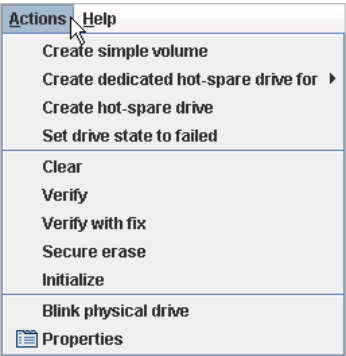 Actions Help
Create simple volume
Create dedicated hot-spare drive for
Create hot-spare drive
Set drive state to failed
Clear
Verify
Verify with fix
Secure erase
Initialize
Blink physical drive
Properties